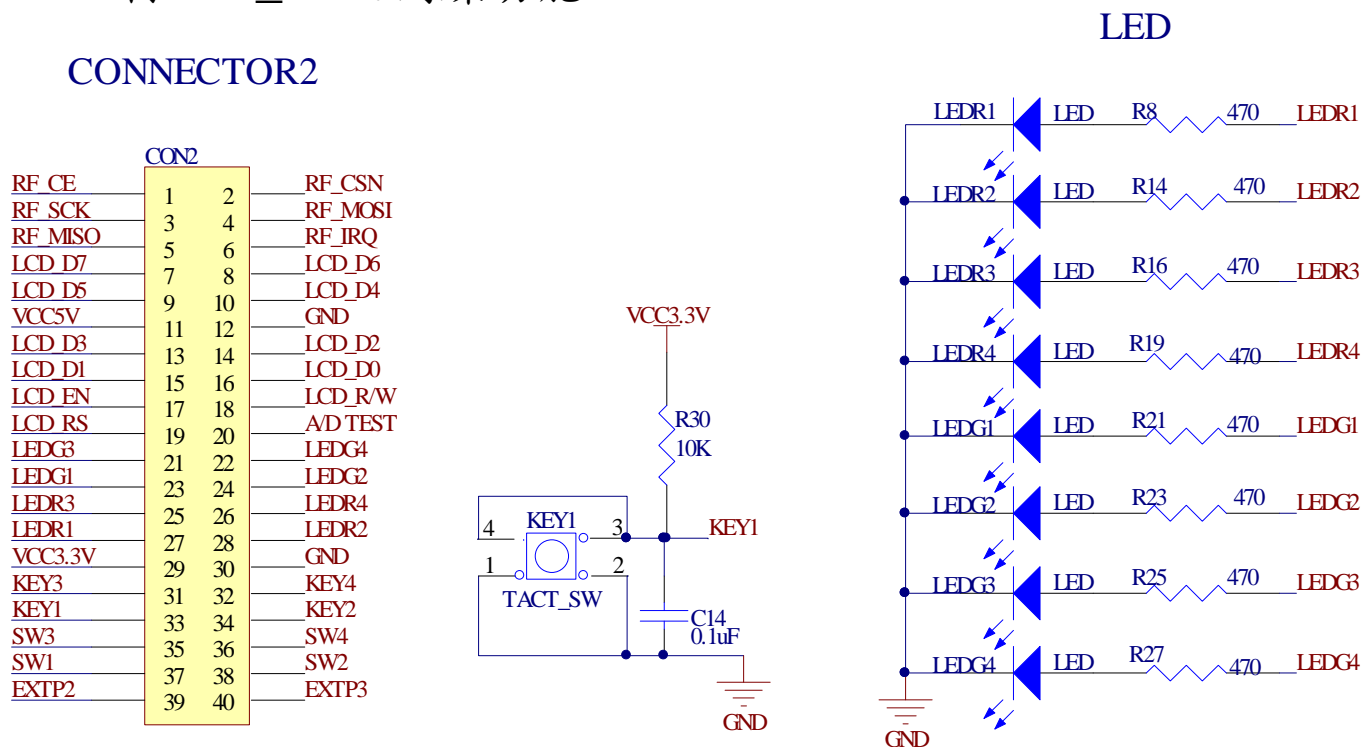 LED
CONNECTOR2
CON2
RF_CE 1 2 RF_CSN
RF_SCK 3 4 RF_MOSI
RF_MISO 5 6 RF_IRQ
LCD_D7 7 8 LCD_D6
LCD_D5 9 10 LCD_D4
VCC5V 11 12 GND
LCD_D3 13 14 LCD_D2
LCD_D1 15 16 LCD_D0
LCD_EN 17 18 LCD_R/W
LCD_RS 19 20 A/D TEST
LEDG3 21 22 LEDG4
LEDG1 23 24 LEDG2
LEDR3 25 26 LEDR4
LEDR1 27 28 LEDR2
VCC3.3V 29 30 GND
KEY3 31 32 KEY4
KEY1 33 34 KEY2
SW3 35 36 SW4
SW1 37 38 SW2
EXTP2 39 40 EXTP3
VCC3.3V
R30
10K
4 KEY1 3 KEY1
1 2
TACT_SW
C14
0.1uF
GND
LEDR1 LED R8 470 LEDR1
LEDR2 LED R14 470 LEDR2
LEDR3 LED R16 470 LEDR3
LEDR4 LED R19 470 LEDR4
LEDG1 LED R21 470 LEDG1
LEDG2 LED R23 470 LEDG2
LEDG3 LED R25 470 LEDG3
LEDG4 LED R27 470 LEDG4
GND